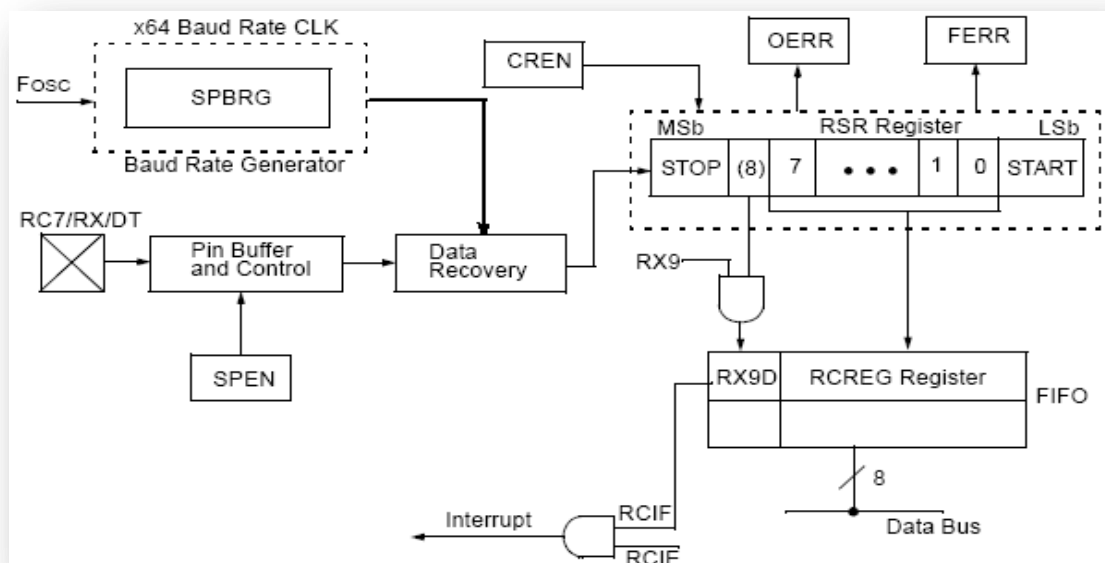 x64 Baud Rate CLK
Fosc
SPBRG
Baud Rate Generator
CREN
OERR
FERR
MSb
RSR Register
LSb
STOP
(8)
7
• • •
1
0
START
RC7/RX/DT
Pin Buffer
and Control
Data
Recovery
SPEN
RX9
RX9D
RCREG Register
FIFO
8
Data Bus
Interrupt
RCIF